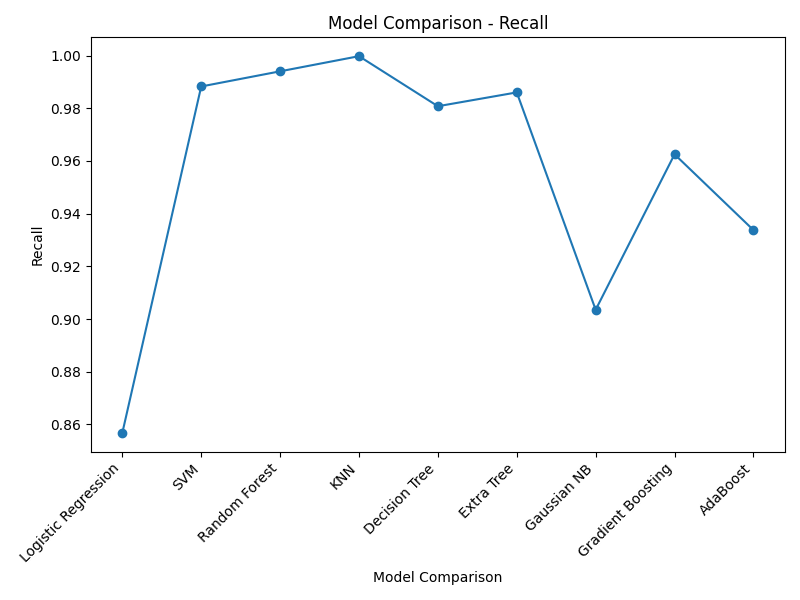 Model Comparison - Recall
1.00
0.98
0.96
0.94
0.92
0.90
0.88
0.86
Recall
Logistic Regression
SVM
Random Forest
KNN
Decision Tree
Extra Tree
Gaussian NB
Gradient Boosting
AdaBoost
Model Comparison